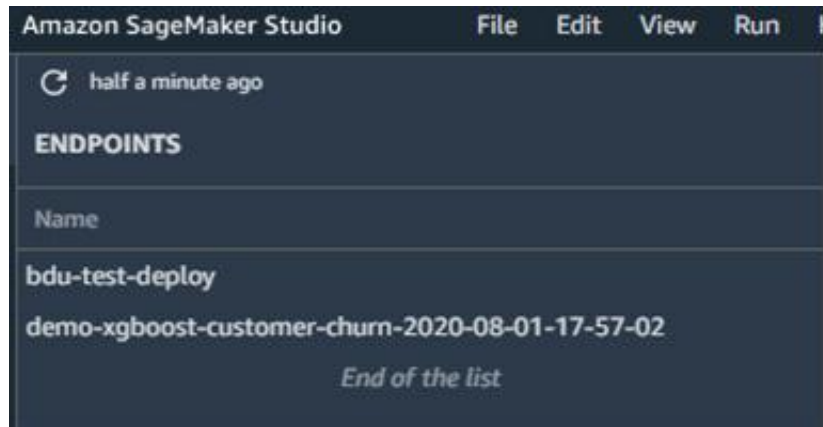 Amazon SageMaker Studio File Edit View Run
half a minute ago
ENDPOINTS
Name
bdu-test-deploy
demo-xgboost-customer-churn-2020-08-01-17-57-02
End of the list